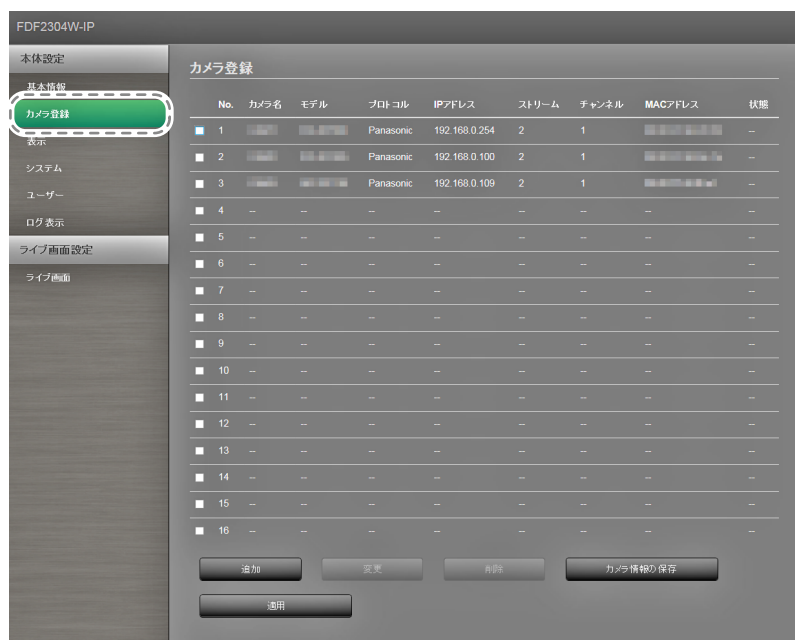 FDF2304W-IP
本体設定
基本情報
カメラ登録
表示
システム
ユーザー
ログ表示
ライブ画面設定
ライブ画面
カメラ登録
No. カメラ名 モデル プロトコル IPアドレス ストリーム チャンネル MACアドレス 状態
1 Panasonic 192.168.0.254 2 1 --
2 Panasonic 192.168.0.100 2 1 --
3 Panasonic 192.168.0.109 2 1 --
4 -- -- -- -- -- -- -- --
5 -- -- -- -- -- -- -- --
6 -- -- -- -- -- -- -- --
7 -- -- -- -- -- -- -- --
8 -- -- -- -- -- -- -- --
9 -- -- -- -- -- -- -- --
10 -- -- -- -- -- -- -- --
11 -- -- -- -- -- -- -- --
12 -- -- -- -- -- -- -- --
13 -- -- -- -- -- -- -- --
14 -- -- -- -- -- -- -- --
15 -- -- -- -- -- -- -- --
16 -- -- -- -- -- -- -- --
追加 変更 削除 カメラ情報の保存
適用